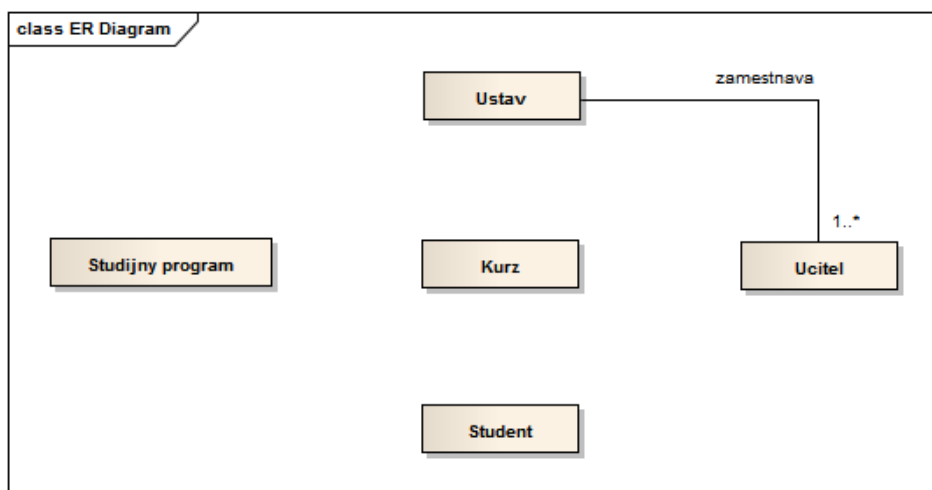 class ER Diagram
Ustav
zamestnava
1..*
Studijny program
Kurz
Ucitel
Student